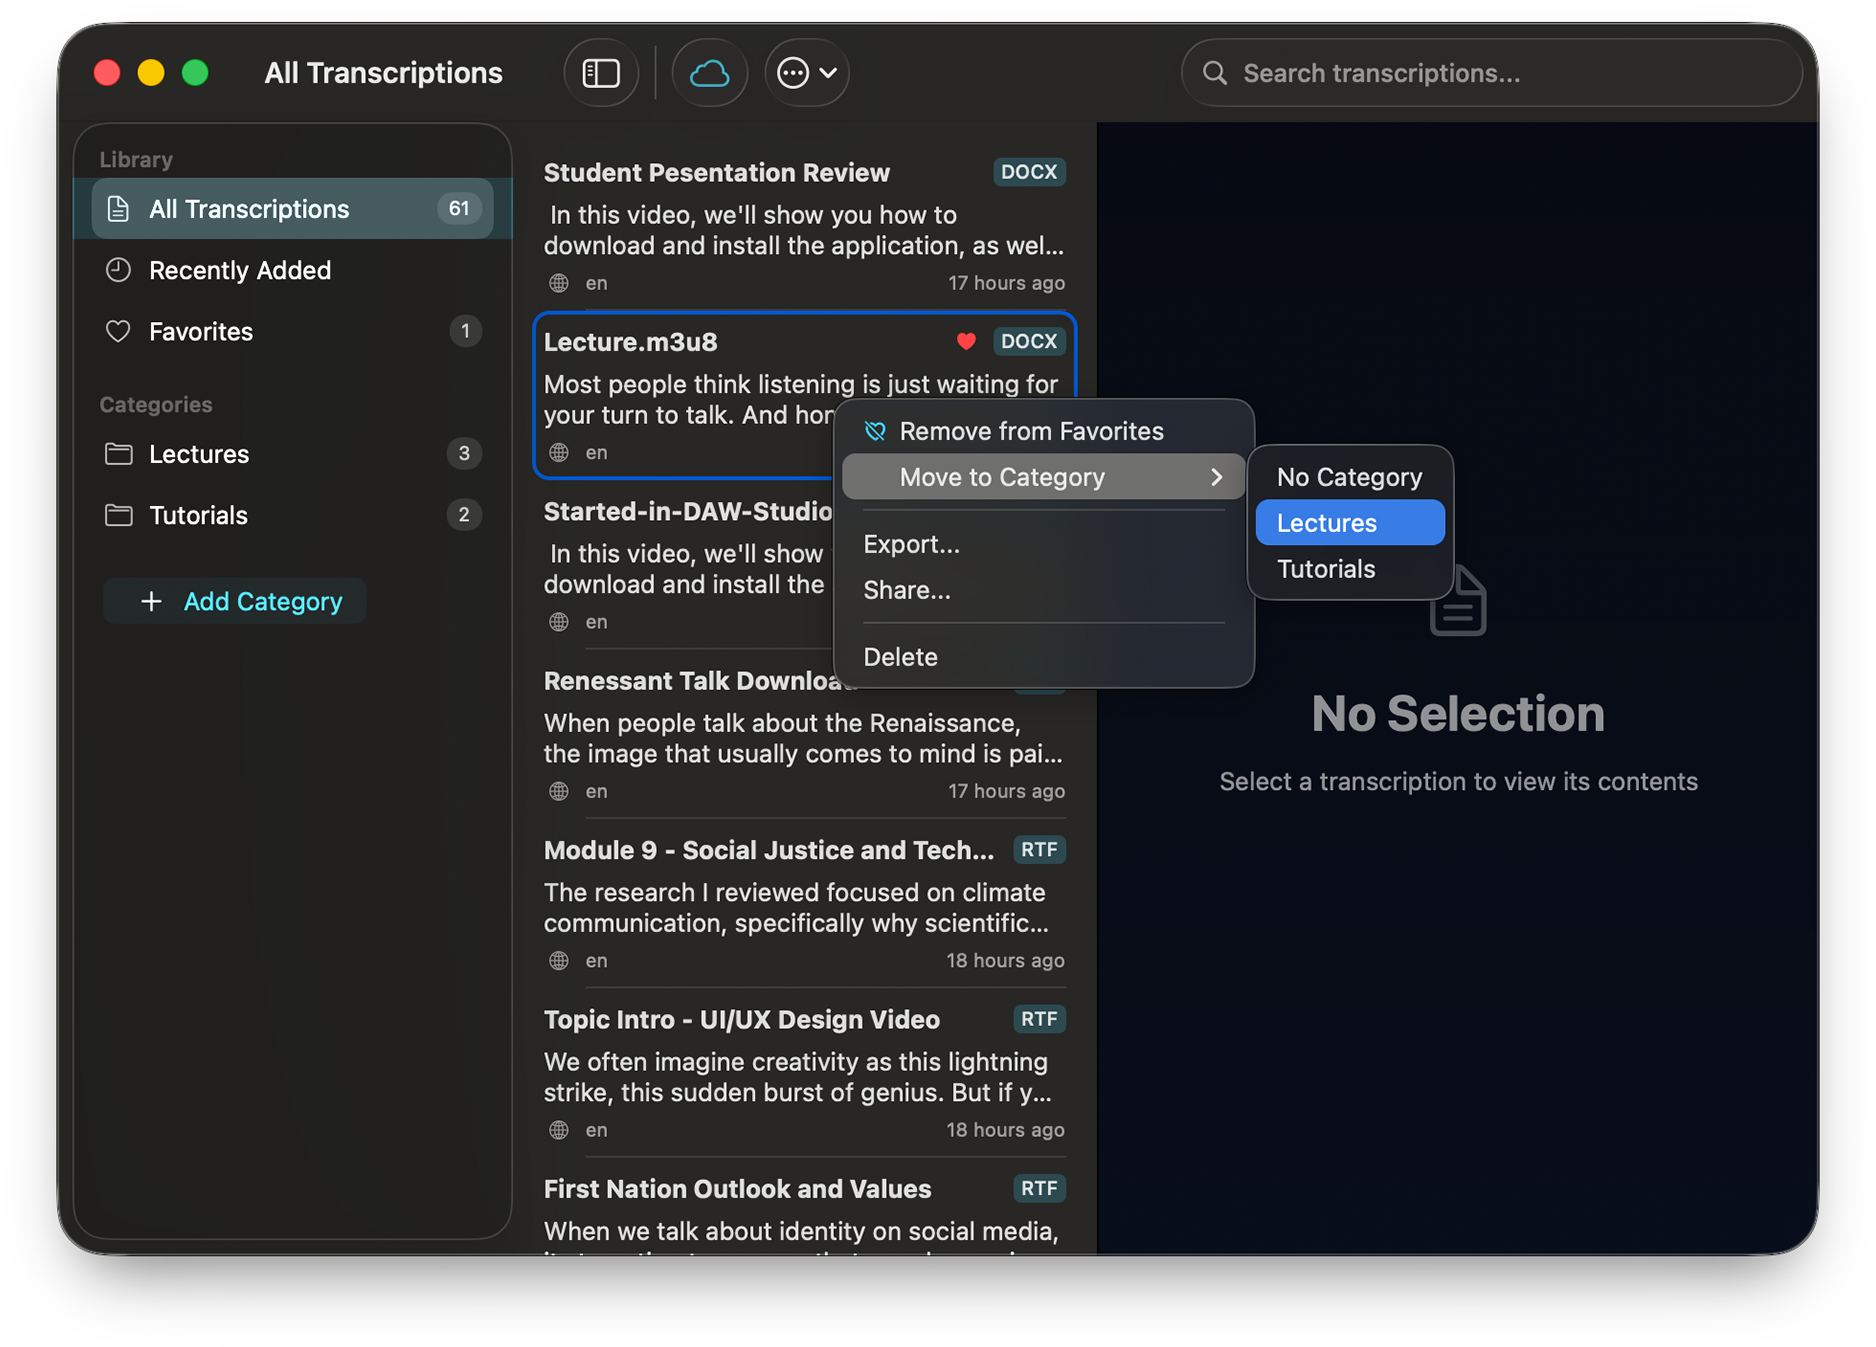 All Transcriptions
Search transcriptions...
Library
All Transcriptions 61
Recently Added
Favorites 1
Categories
Lectures 3
Tutorials 2
+ Add Category
Student Pesentation Review DOCX
In this video, we'll show you how to
download and install the application, as wel...
en 17 hours ago
Lecture.m3u8 DOCX
Most people think listening is just waiting for
your turn to talk. And
en
Started-in-DAW-Studio
In this video, we'll show
download and install the
en
Renessant Talk
When people talk about the Renaissance,
the image that usually comes to mind is pai...
en 17 hours ago
Module 9 - Social Justice and Tech... RTF
The research I reviewed focused on climate
communication, specifically why scientific...
en 18 hours ago
Topic Intro - UI/UX Design Video RTF
We often imagine creativity as this lightning
strike, this sudden burst of genius. But if y...
en 18 hours ago
First Nation Outlook and Values RTF
When we talk about identity on social media,
Remove from Favorites
Move to Category
Export...
Share...
Delete
No Category
Lectures
Tutorials
No Selection
Select a transcription to view its contents